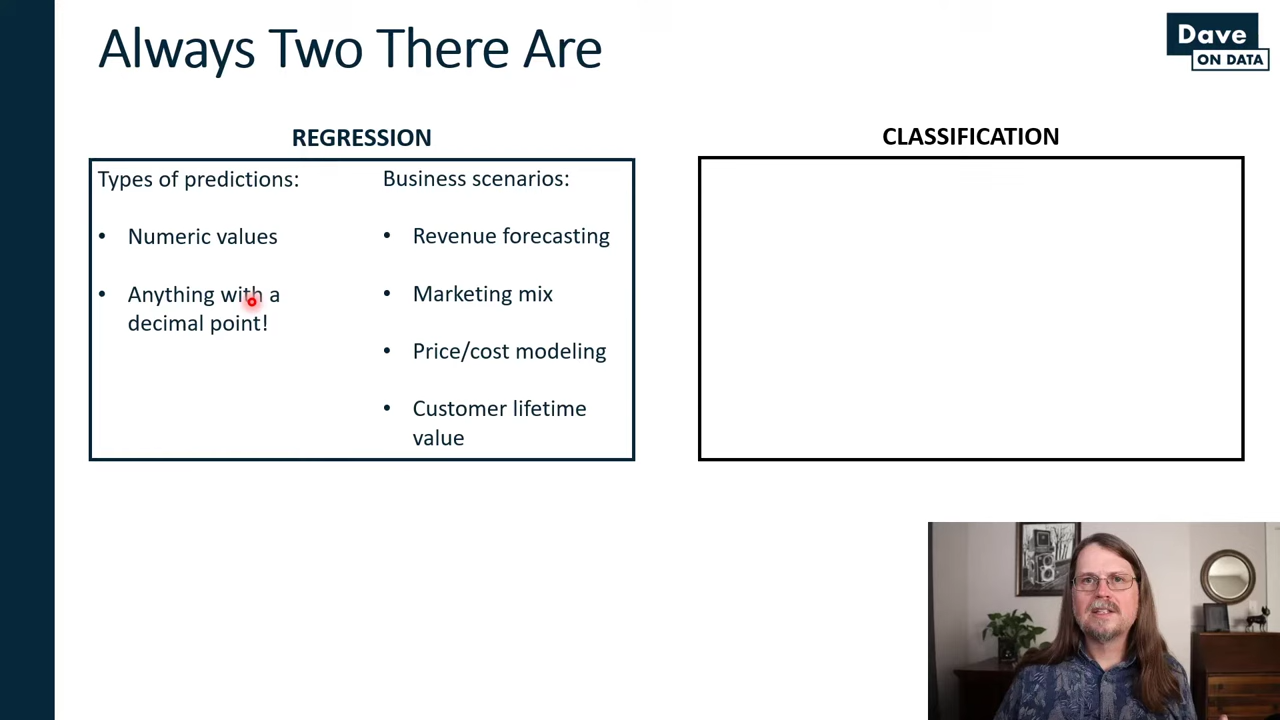 Always Two There Are
Dave
ON DATA
REGRESSION
Types of predictions:
• Numeric values
• Anything with a
decimal point!
Business scenarios:
• Revenue forecasting
• Marketing mix
• Price/cost modeling
• Customer lifetime
value
CLASSIFICATION